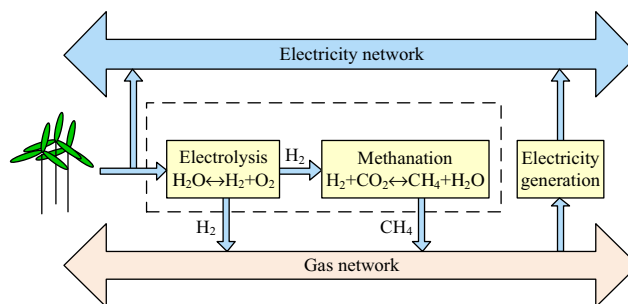 Electricity network
Electrolysis
H₂O↔H₂+O₂
H₂
Methanation
H₂+CO₂↔CH₄+H₂O
Electricity
generation
H₂
CH₄
Gas network